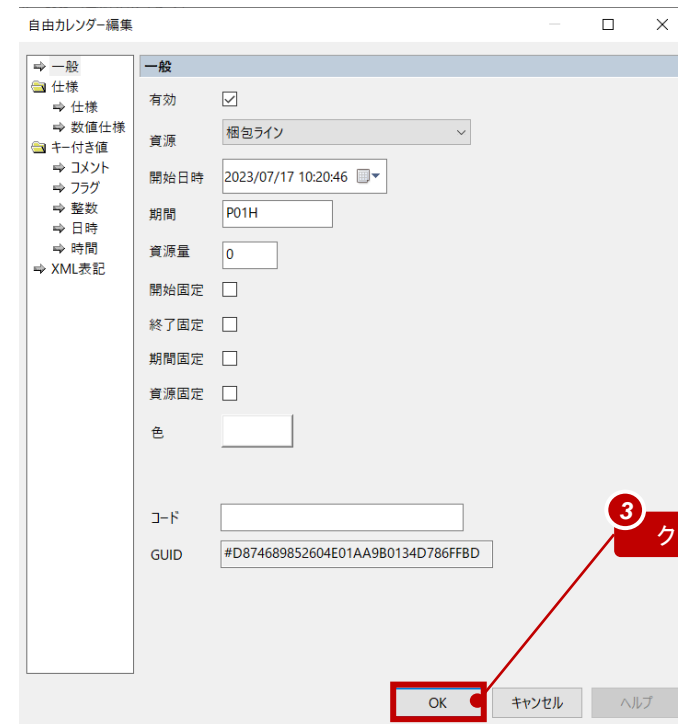 自由カレンダー編集
一般
仕様
仕様
数値仕様
キー付き値
コメント
フラグ
整数
日時
時間
XML表記
一般
有効
資源 梱包ライン
開始日時 2023/07/17 10:20:46
期間 P01H
資源量 0
開始固定
終了固定
期間固定
資源固定
色
コード
GUID #D874689852604E01AA9B0134D786FFBD
3
ク
OK キャンセル ヘルプ